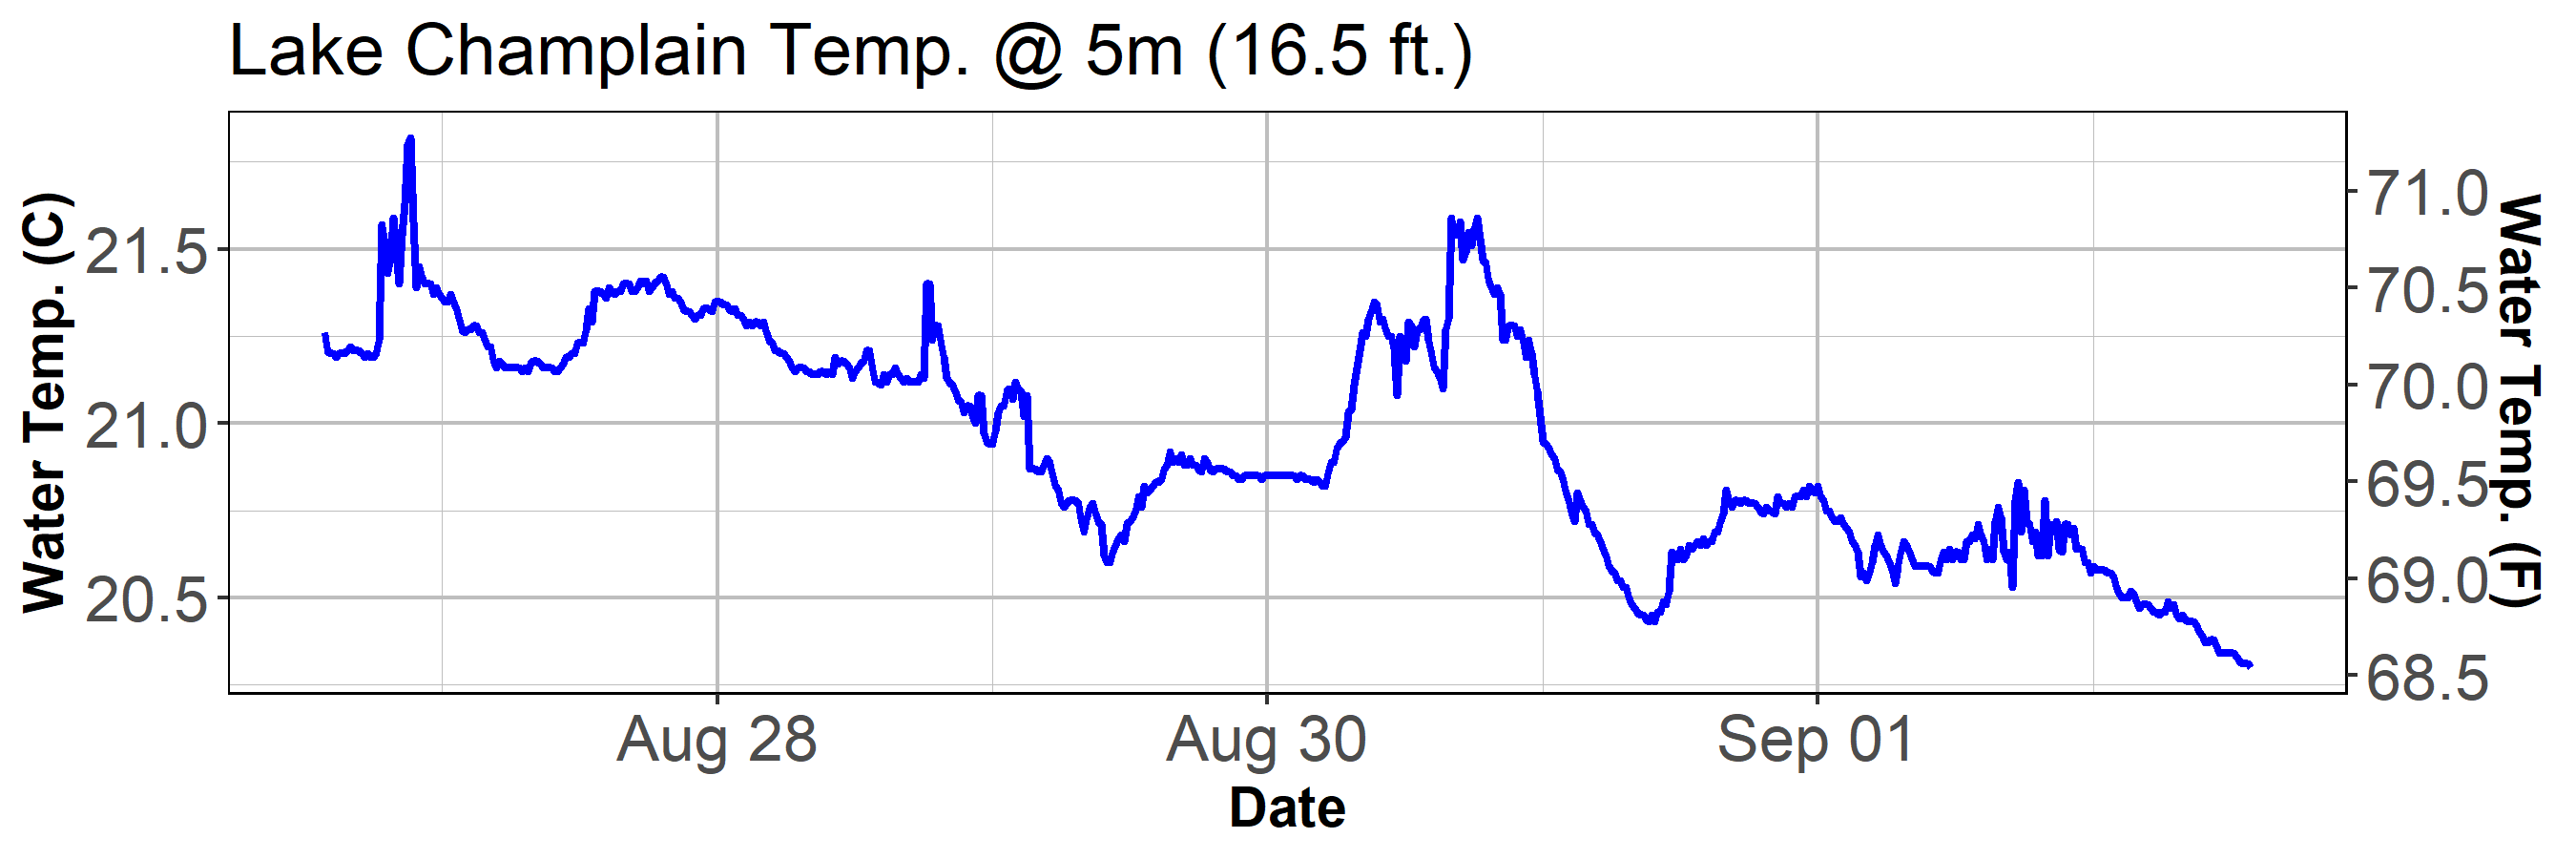 Lake Champlain Temp. @ 5m (16.5 ft.)
Water Temp. (C)
21.5
21.0
20.5
71.0
70.5
70.0
69.5
69.0
68.5
Water Temp. (F)
Aug 28
Aug 30
Sep 01
Date